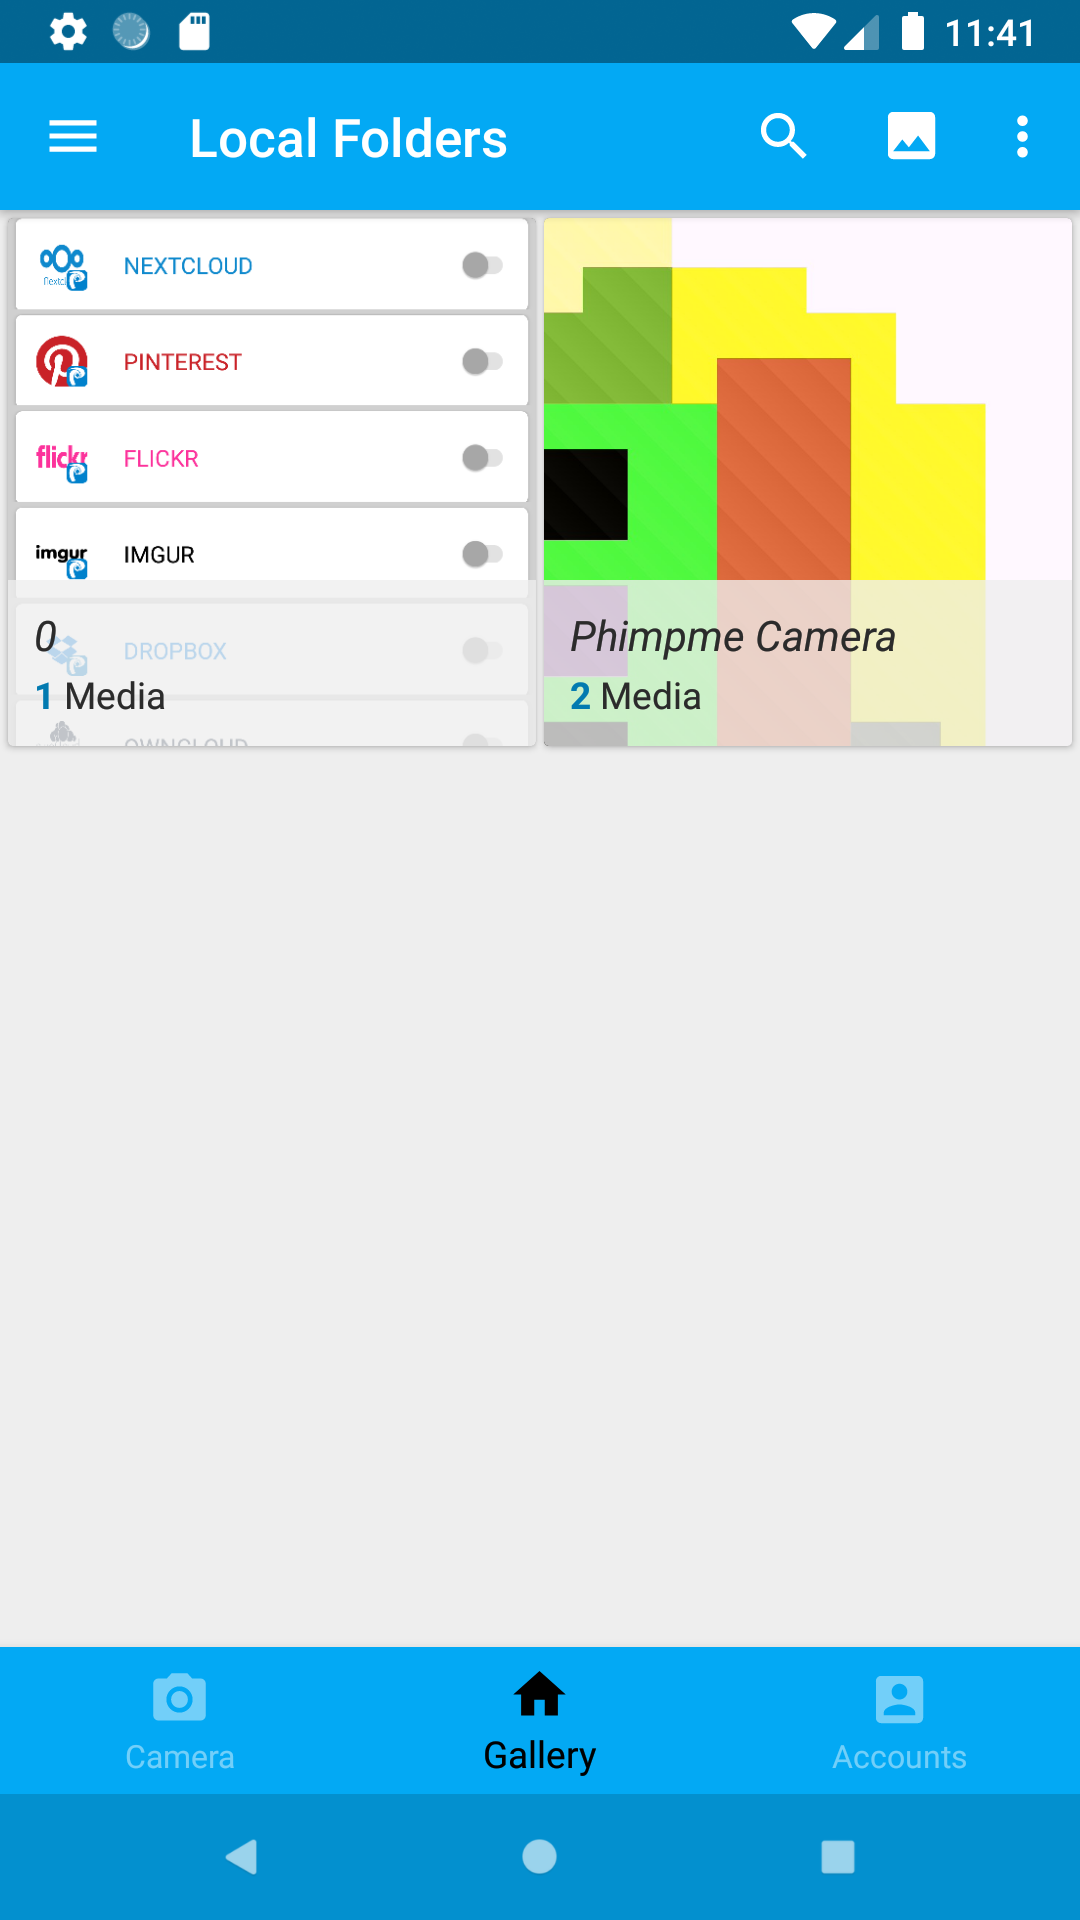 11:41
Local Folders
NEXTCLOUD
PINTEREST
flickr
FLICKR
imgur
IMGUR
DROPBOX
0
1 Media
OWNCLOUD
Phimpme Camera
2 Media
Camera
Gallery
Accounts